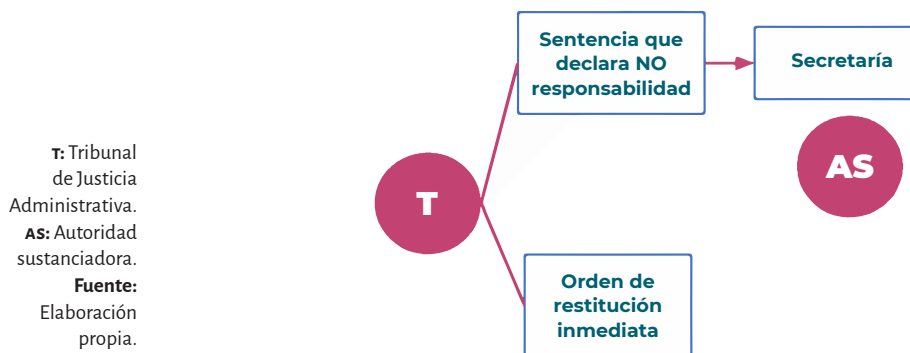 T: Tribunal
de Justicia
Administrativa.
AS: Autoridad
sustanciadora.
Fuente:
Elaboración
propia.
T
Sentencia que
declara NO
responsabilidad
Secretaría
AS
Orden de
restitución
inmediata